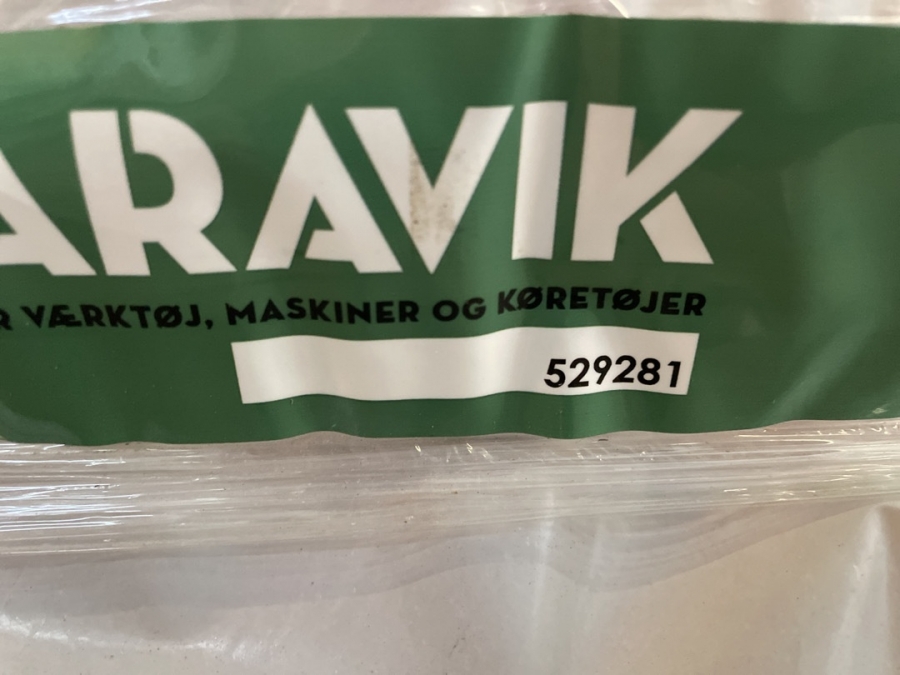 ARAVIK
R VÆRKTØJ, MASKINER OG KØRETØJER
529281